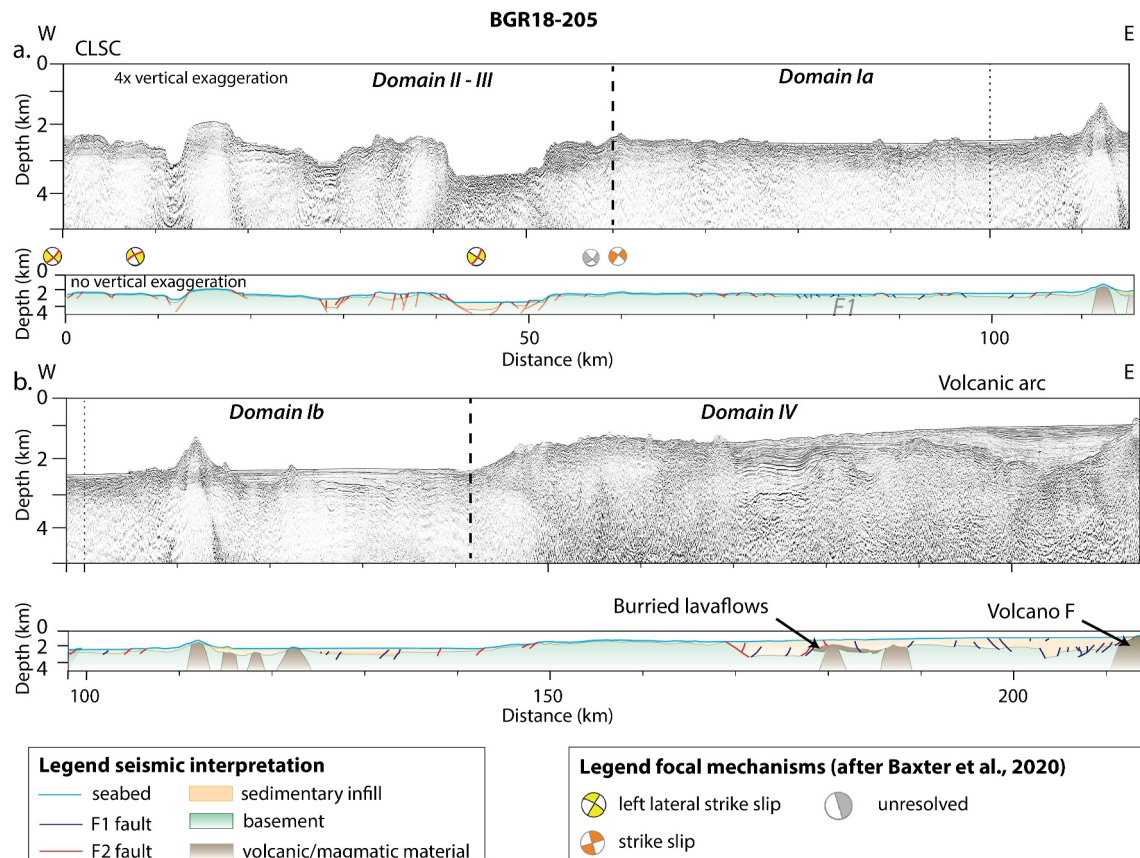 BGR18-205
a. W E
CLSC
4x vertical exaggeration
Domain II - III
Domain Ia
Depth (km)
0
2
4
no vertical exaggeration
Depth (km)
0
2
4
F1
0 50 100
Distance (km)
b. W E
Volcanic arc
Domain Ib
Domain IV
Depth (km)
0
2
4
Burried lavaflows
Volcano F
Depth (km)
0
2
4
100 150 200
Distance (km)
Legend seismic interpretation
seabed
sedimentary infill
F1 fault
basement
F2 fault
volcanic/magmatic material
Legend focal mechanisms (after Baxter et al., 2020)
left lateral strike slip
unresolved
strike slip